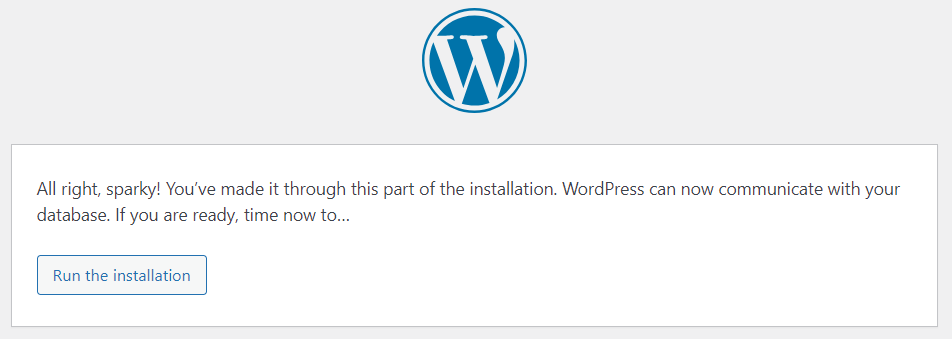 All right, sparky! You’ve made it through this part of the installation. WordPress can now communicate with your
database. If you are ready, time now to…
Run the installation